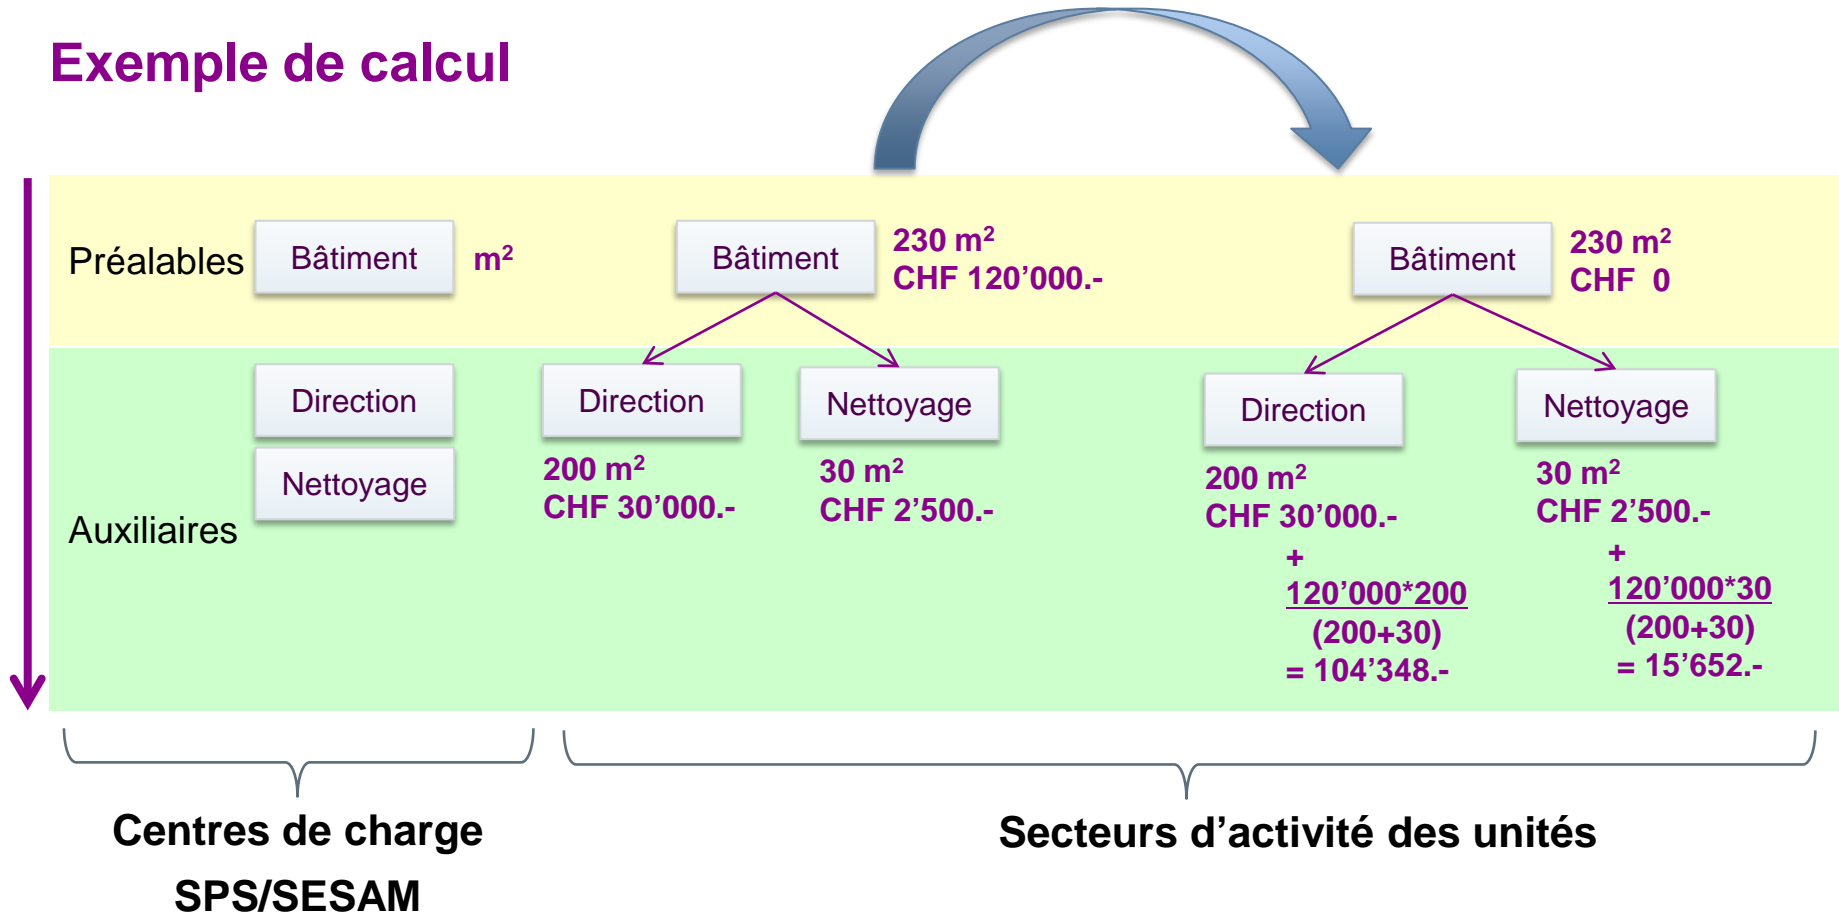 Exemple de calcul
Préalables
Bâtiment
m²
Bâtiment
230 m²
CHF 120’000.-
Bâtiment
230 m²
CHF 0
Auxiliaires
Direction
Nettoyage
Direction
200 m²
CHF 30’000.-
Nettoyage
30 m²
CHF 2’500.-
Direction
200 m²
CHF 30’000.-
+
120’000*200
(200+30)
= 104’348.-
Nettoyage
30 m²
CHF 2’500.-
+
120’000*30
(200+30)
= 15’652.-
Centres de charge
SPS/SESAM
Secteurs d’activité des unités